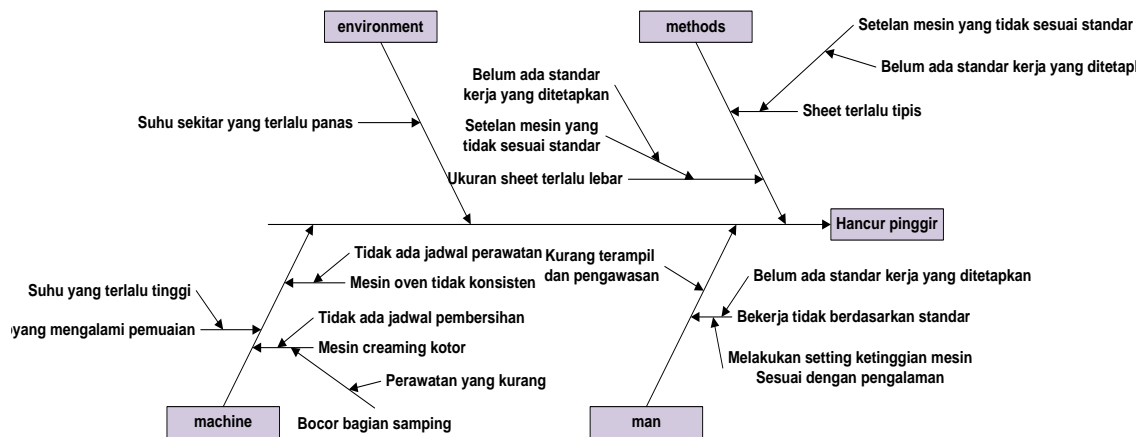 environment
methods
Setelan mesin yang tidak sesuai standar
Belum ada standar kerja yang
Belum ada standar
kerja yang ditetapkan
Sheet terlalu tipis
Suhu sekitar yang terlalu panas
Setelan mesin yang
tidak sesuai standar
Ukuran sheet terlalu lebar
Hancur pinggir
Tidak ada jadwal perawatan
Mesin oven tidak konsisten
Kurang terampil
dan pengawasan
Belum ada standar kerja yang ditetapkan
Suhu yang terlalu tinggi
yang mengalami pemuaian
Tidak ada jadwal pembersihan
Mesin creaming kotor
Bekerja tidak berdasarkan standar
Melakukan setting ketinggian mesin
Sesuai dengan pengalaman
Perawatan yang kurang
Bocor bagian samping
machine
man